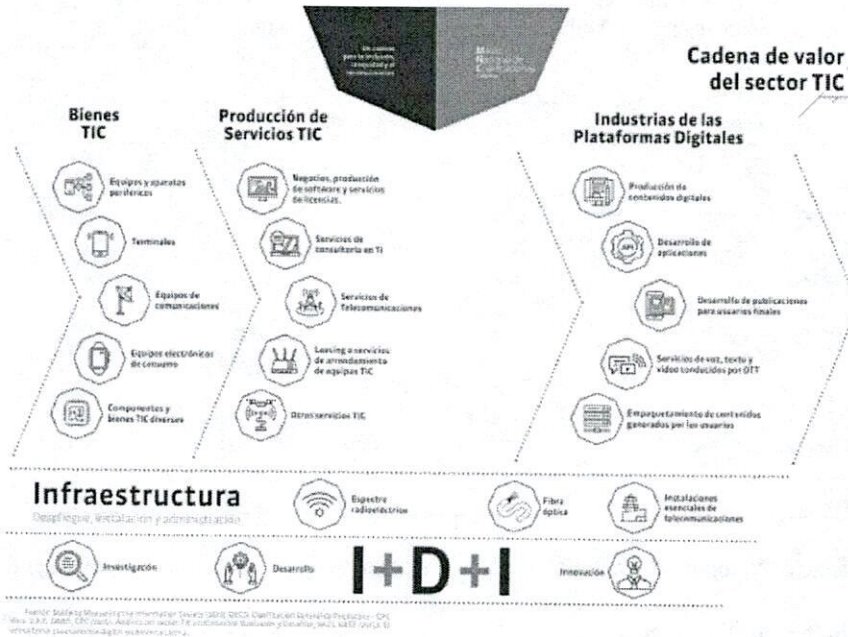 Cadena de valor
del sector TIC
Bienes
TIC
Equipos y aparatos
periféricos
Terminales
Equipos de
comunicaciones
Equipos electrónicos
de consumo
Componentes y
bienes TIC diversos
Producción de
Servicios TIC
Negocios, producción
de software y servicios
de licencias.
Servicios de
consultoría en TI
Servicios de
Telecomunicaciones
Leasing o servicios
de arrendamiento
de equipos TIC
Otros servicios TIC
Industrias de las
Plataformas Digitales
Producción de
contenidos digitales
API
Desarrollo de
aplicaciones
Desarrollo de publicaciones
para usuarios finales
Servicios de voz, texto y
video conducidos por OTT
Empaquetamiento de contenidos
generados por los usuarios
Infraestructura
Despliegue, instalación y administración
Espectro
radioeléctrico
Fibra
óptica
Instalaciones
esenciales de
telecomunicaciones
Investigación
Desarrollo
I+D+I
Innovación